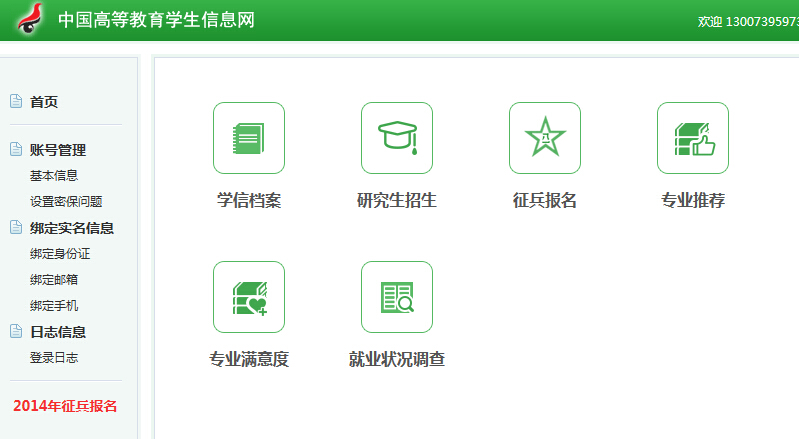 中国高等教育学生信息网
欢迎 13007395973
首页
账号管理
基本信息
设置密保问题
绑定实名信息
绑定身份证
绑定邮箱
绑定手机
日志信息
登录日志
2014年征兵报名
学信档案
研究生招生
征兵报名
专业推荐
专业满意度
就业状况调查